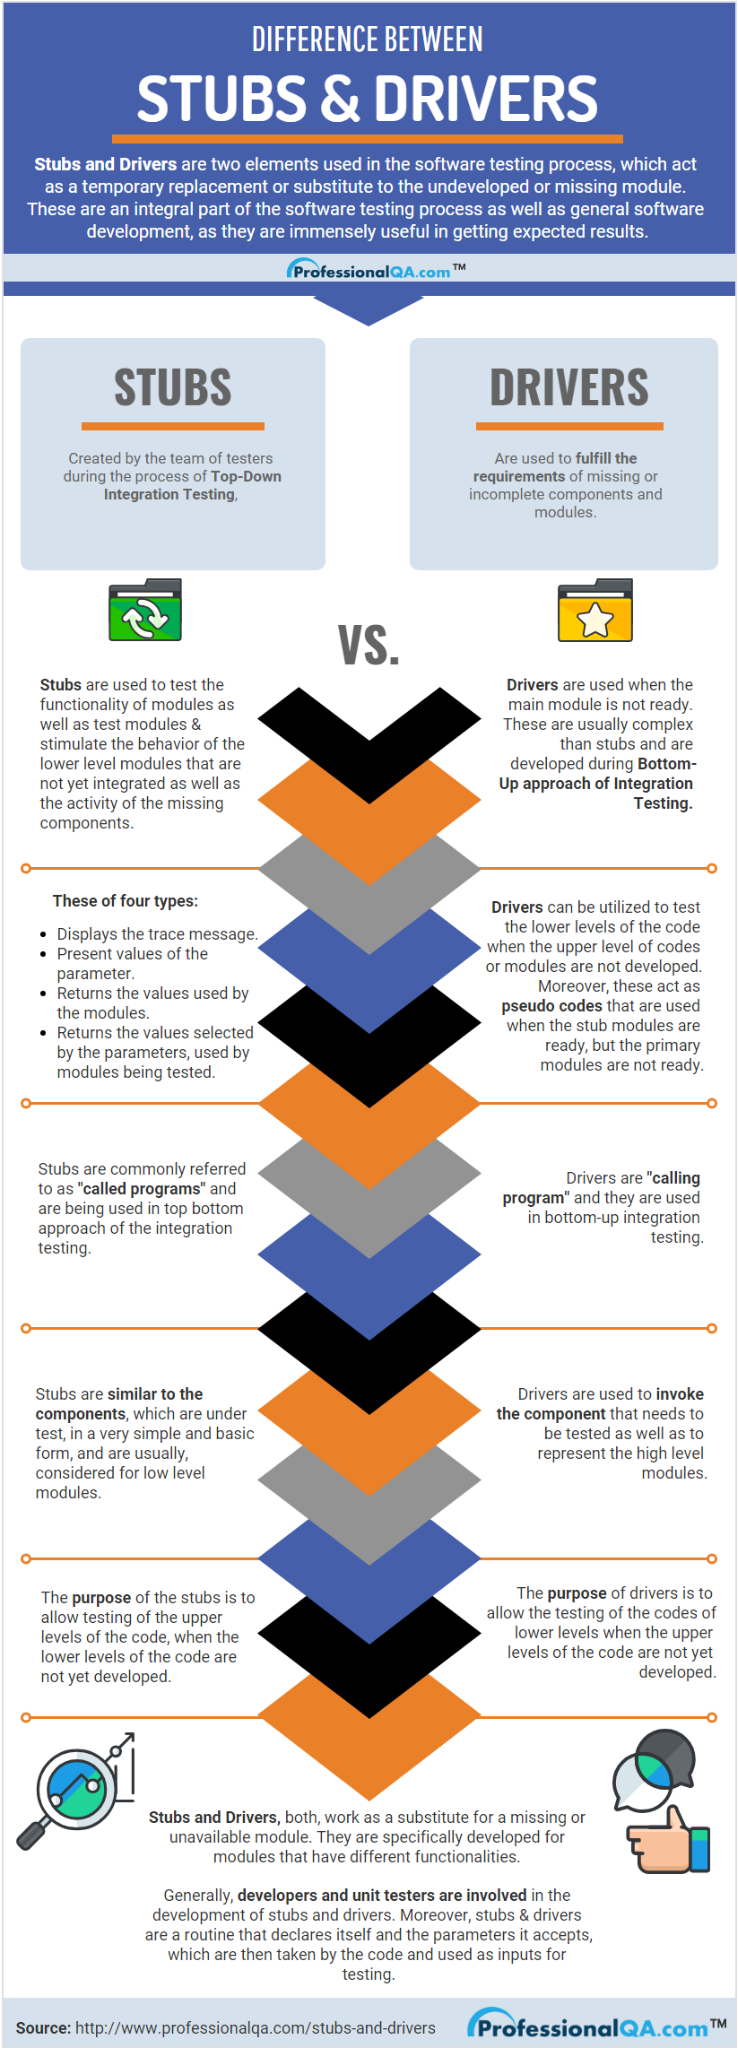 DIFFERENCE BETWEEN
STUBS & DRIVERS
Stubs and Drivers are two elements used in the software testing process, which act
as a temporary replacement or substitute to the undeveloped or missing module.
These are an integral part of the software testing process as well as general software
development, as they are immensely useful in getting expected results.
ProfessionalQA.com™
STUBS
Created by the team of testers
during the process of Top-Down
Integration Testing,
DRIVERS
Are used to fulfill the
requirements of missing or
incomplete components and
modules.
VS.
Stubs are used to test the
functionality of modules as
well as test modules &
stimulate the behavior of the
lower level modules that are
not yet integrated as well as
the activity of the missing
components.
Drivers are used when the
main module is not ready.
These are usually complex
than stubs and are
developed during Bottom-
Up approach of Integration
Testing.
These of four types:
• Displays the trace message.
• Present values of the
parameter.
• Returns the values used by
the modules.
• Returns the values selected
by the parameters, used by
modules being tested.
Drivers can be utilized to test
the lower levels of the code
when the upper level of codes
or modules are not developed.
Moreover, these act as
pseudo codes that are used
when the stub modules are
ready, but the primary
modules are not ready.
Stubs are commonly referred
to as "called programs" and
are being used in top bottom
approach of the integration
testing.
Drivers are "calling
program" and they are used
in bottom-up integration
testing.
Stubs are similar to the
components, which are under
test, in a very simple and basic
form, and are usually,
considered for low level
modules.
Drivers are used to invoke
the component that needs to
be tested as well as to
represent the high level
modules.
The purpose of the stubs is to
allow testing of the upper
levels of the code, when the
lower levels of the code are
not yet developed.
The purpose of drivers is to
allow the testing of the codes of
lower levels when the upper
levels of the code are not yet
developed.
Stubs and Drivers, both, work as a substitute for a missing or
unavailable module. They are specifically developed for
modules that have different functionalities.
Generally, developers and unit testers are involved in the
development of stubs and drivers. Moreover, stubs & drivers
are a routine that declares itself and the parameters it accepts,
which are then taken by the code and used as inputs for
testing.
Source: http://www.professionalqa.com/stubs-and-drivers
ProfessionalQA.com™